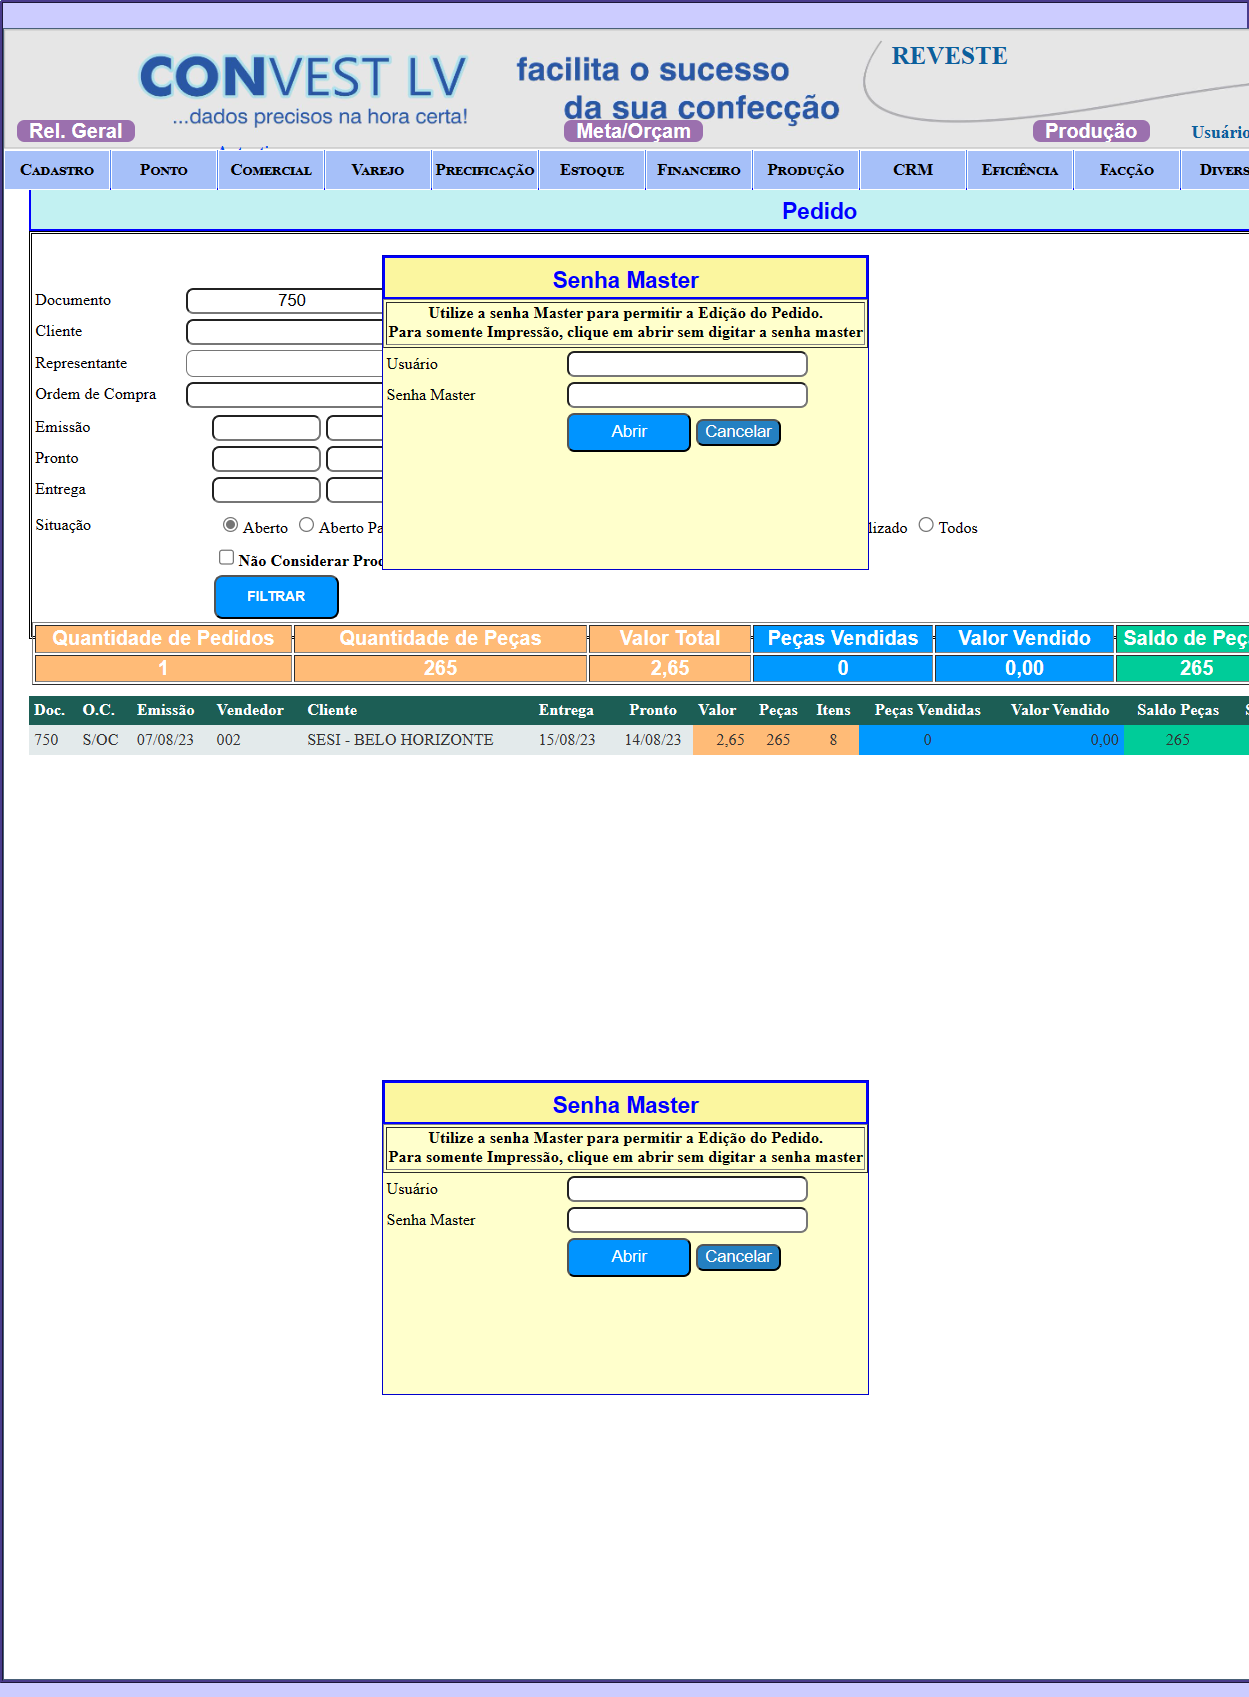 CONVEST LV
...dados precisos na hora certa!
facilita o sucesso
da sua confecção
REVESTE
Rel. Geral
Meta/Orçam
Produção
Usuário
CADASTRO
PONTO
COMERCIAL
VAREJO
PRECIFICAÇÃO
ESTOQUE
FINANCEIRO
PRODUÇÃO
CRM
EFICIÊNCIA
FACÇÃO
DIVERS
Pedido
Documento 750
Cliente
Representante
Ordem de Compra
Emissão
Pronto
Entrega
Situação Aberto Aberto Pa lizado Todos
Não Considerar Proc
FILTRAR
Senha Master
Utilize a senha Master para permitir a Edição do Pedido.
Para somente Impressão, clique em abrir sem digitar a senha master
Usuário
Senha Master
Abrir Cancelar
Quantidade de Pedidos Quantidade de Peças Valor Total Peças Vendidas Valor Vendido Saldo de Peç
1 265 2,65 0 0,00 265
Doc. O.C. Emissão Vendedor Cliente Entrega Pronto Valor Peças Itens Peças Vendidas Valor Vendido Saldo Peças
750 S/OC 07/08/23 002 SESI - BELO HORIZONTE 15/08/23 14/08/23 2,65 265 8 0 0,00 265
Senha Master
Utilize a senha Master para permitir a Edição do Pedido.
Para somente Impressão, clique em abrir sem digitar a senha master
Usuário
Senha Master
Abrir Cancelar